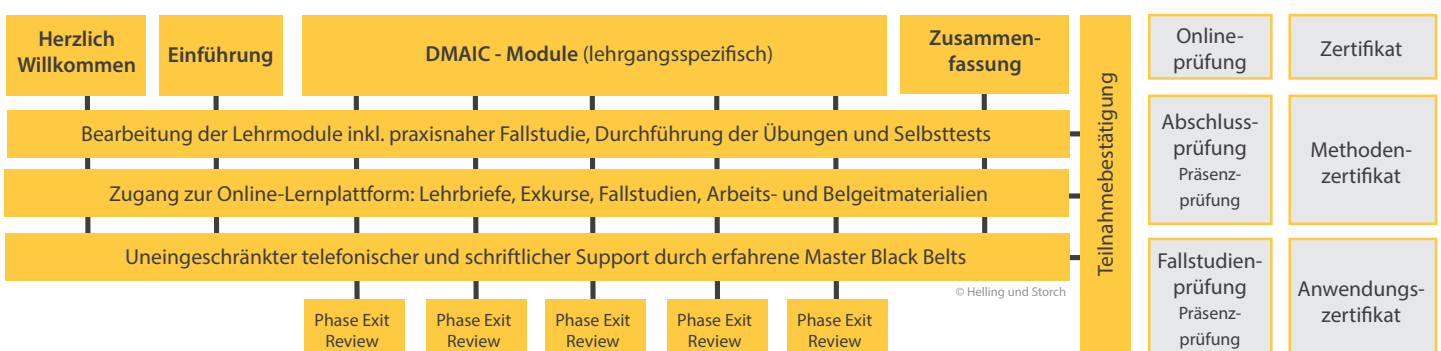 Herzlich
Willkommen
Einführung
DMAIC - Module (lehrgangsspezifisch)
Zusammen-
fassung
Bearbeitung der Lehrmodule inkl. praxisnaher Fallstudie, Durchführung der Übungen und Selbsttests
Zugang zur Online-Lernplattform: Lehrbriefe, Exkurse, Fallstudien, Arbeits- und Belgeitmaterialien
Uneingeschränkter telefonischer und schriftlicher Support durch erfahrene Master Black Belts
© Helling und Storch
Phase Exit
Review
Phase Exit
Review
Phase Exit
Review
Phase Exit
Review
Phase Exit
Review
Teilnahmebestätigung
Online-
prüfung
Zertifikat
Abschluss-
prüfung
Präsenz-
prüfung
Methoden-
zertifikat
Fallstudien-
prüfung
Präsenz-
prüfung
Anwendungs-
zertifikat